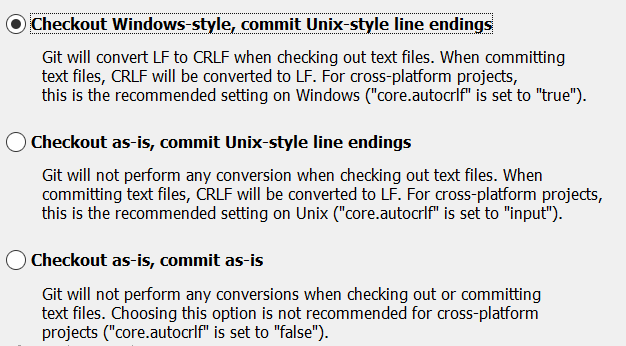 Checkout Windows-style, commit Unix-style line endings
Git will convert LF to CRLF when checking out text files. When committing
text files, CRLF will be converted to LF. For cross-platform projects,
this is the recommended setting on Windows ("core.autocrlf" is set to "true").
Checkout as-is, commit Unix-style line endings
Git will not perform any conversion when checking out text files. When
committing text files, CRLF will be converted to LF. For cross-platform projects,
this is the recommended setting on Unix ("core.autocrlf" is set to "input").
Checkout as-is, commit as-is
Git will not perform any conversions when checking out or committing
text files. Choosing this option is not recommended for cross-platform
projects ("core.autocrlf" is set to "false").